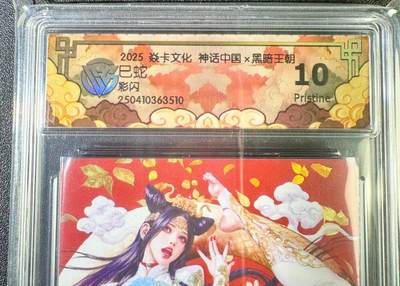 2025 焱卡文化 神话中国×黑暗王朝
巳蛇
彩闪
250410363510
10
Pristine